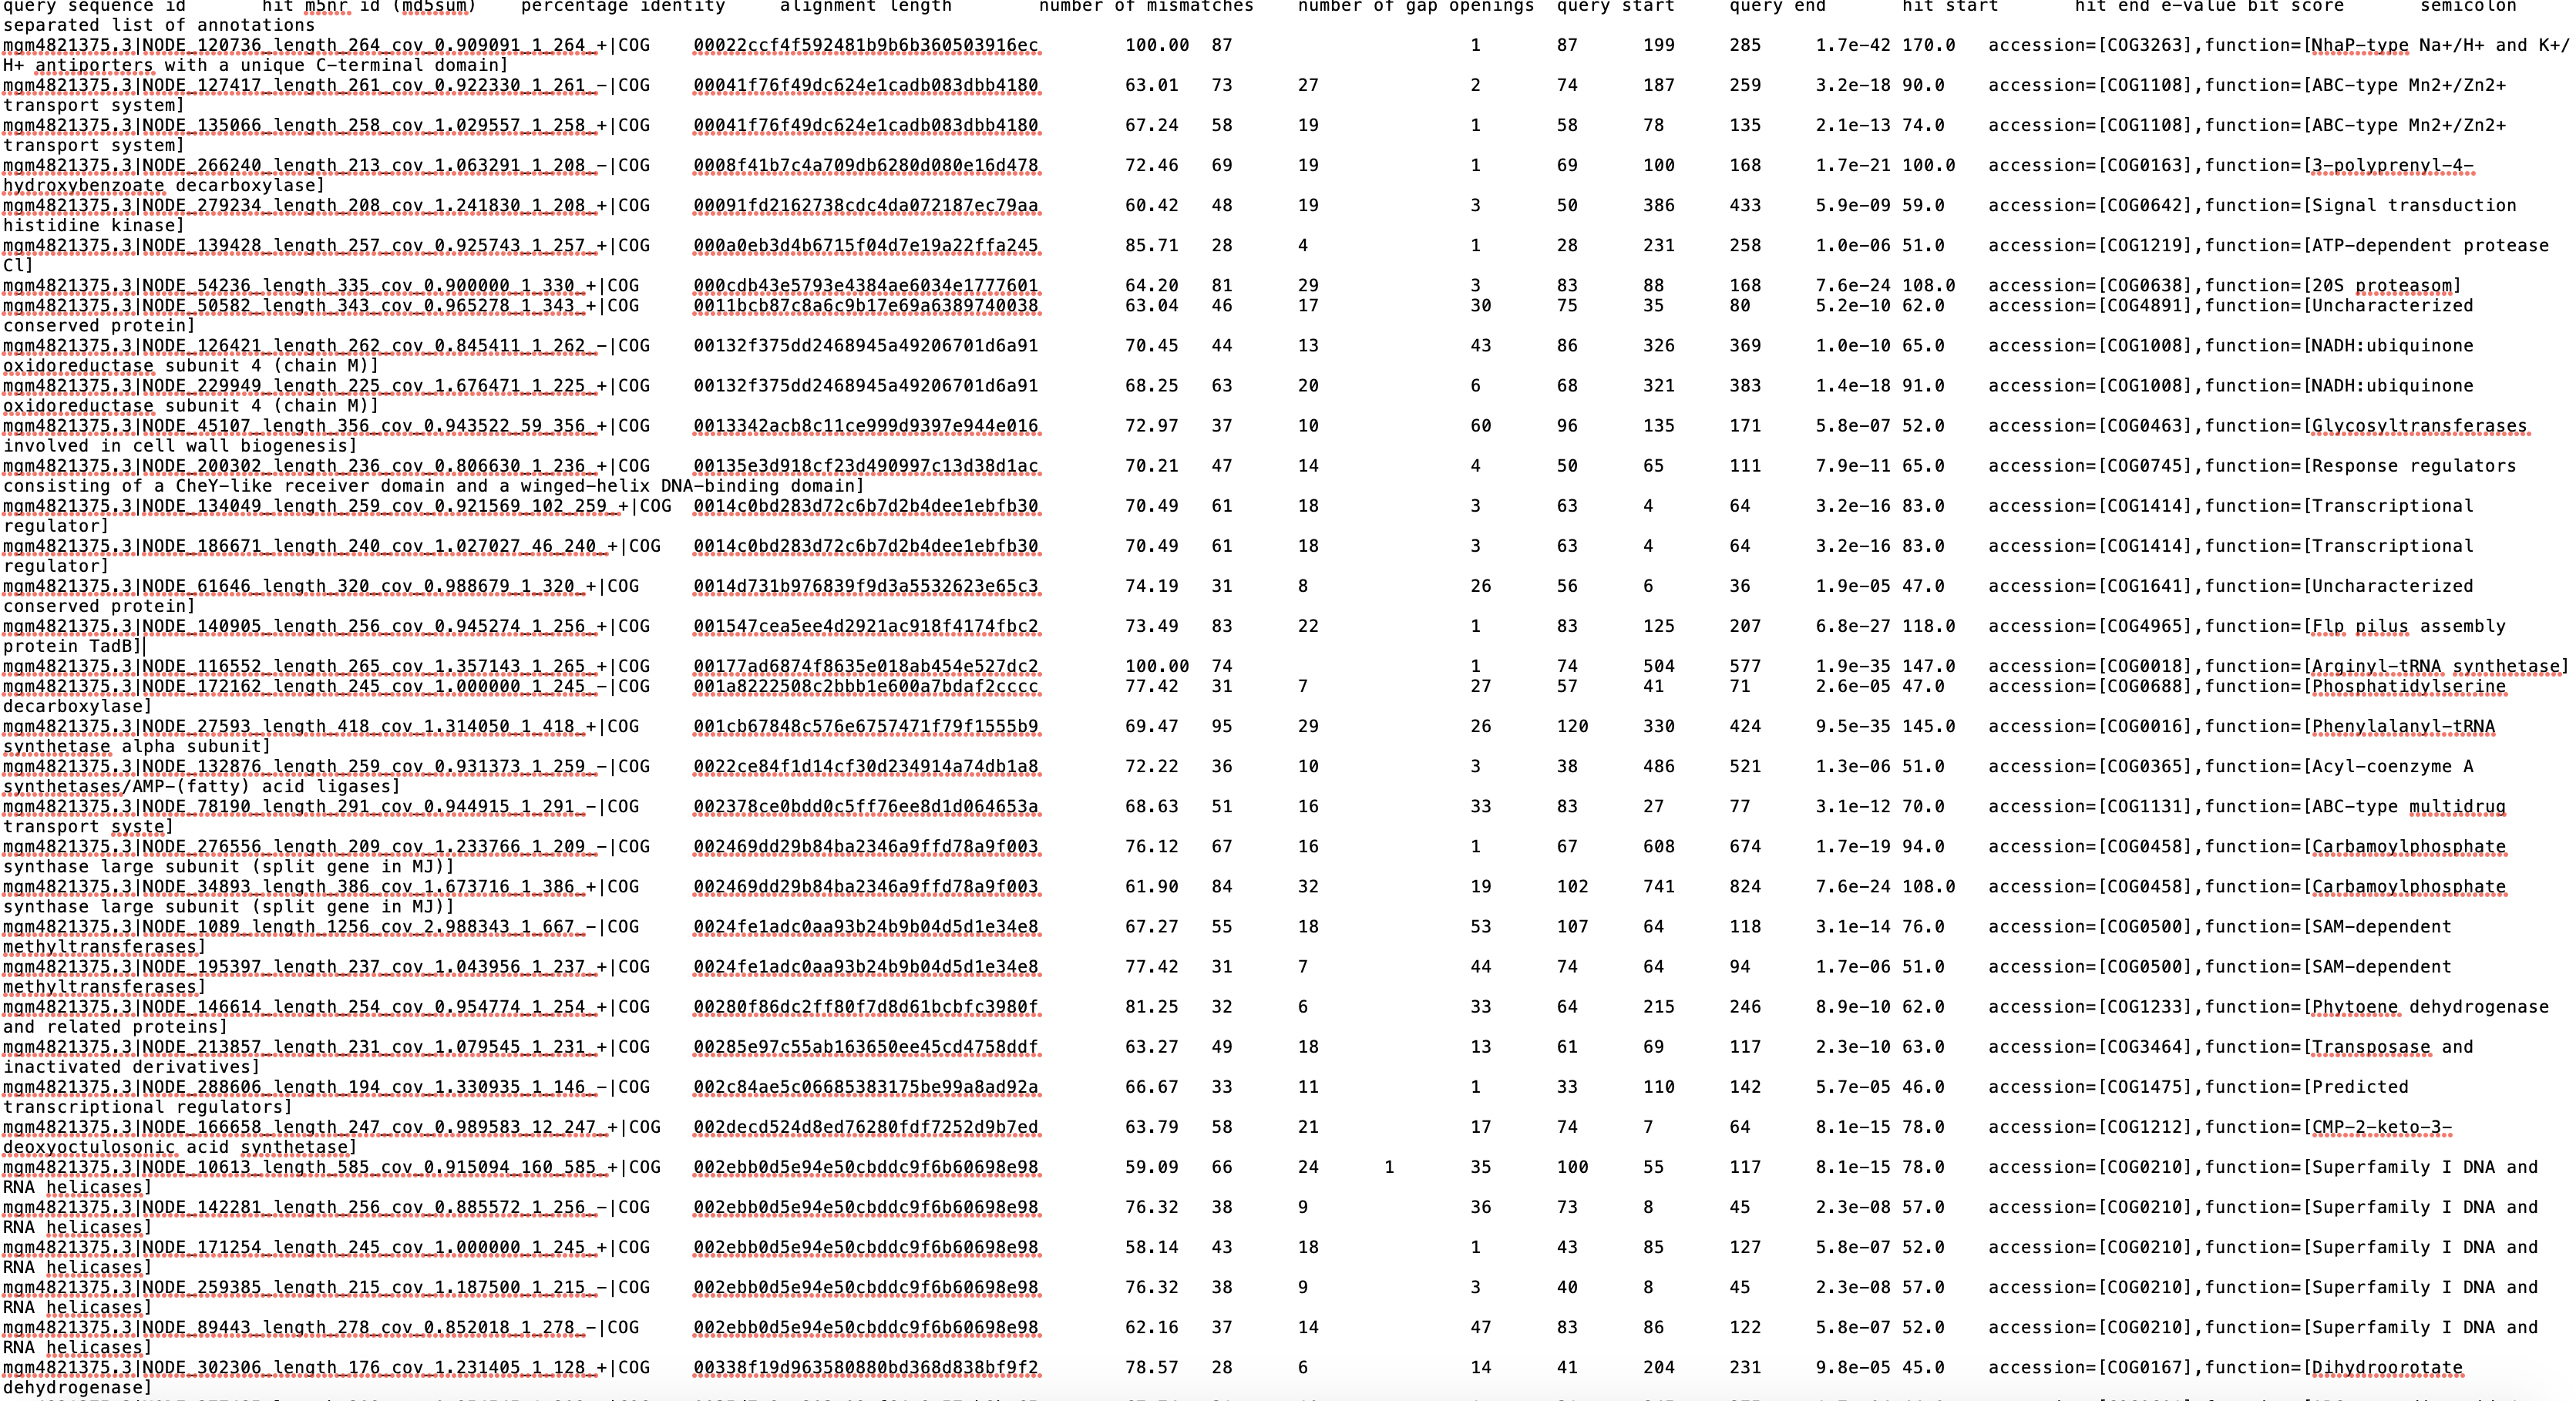 query sequence id hit m5nr id (md5sum) percentage identity alignment length number of mismatches number of gap openings query start query end hit start hit end e-value bit score semicolon
separated list of annotations
mgm4821375.3|NODE_120736_length_264_cov_0.909091_1_264_+|COG 00022ccf4f592481b9b6b360503916ec 100.00 87 1 87 199 285 1.7e-42 170.0 accession=[COG3263],function=[NhaP-type Na+/H+ and K+/
H+ antiporters with a unique C-terminal domain]
mgm4821375.3|NODE_127417_length_261_cov_0.922330_1_261_-|COG 00041f76f49dc624e1cadb083dbb4180 63.01 73 27 2 74 187 259 3.2e-18 90.0 accession=[COG1108],function=[ABC-type Mn2+/Zn2+
transport system]
mgm4821375.3|NODE_135066_length_258_cov_1.029557_1_258_+|COG 00041f76f49dc624e1cadb083dbb4180 67.24 58 19 1 58 78 135 2.1e-13 74.0 accession=[COG1108],function=[ABC-type Mn2+/Zn2+
transport system]
mgm4821375.3|NODE_266240_length_213_cov_1.063291_1_208_-|COG 0008f41b7c4a709db6280d080e16d478 72.46 69 19 1 69 100 168 1.7e-21 100.0 accession=[COG0163],function=[3-polyprenyl-4-
hydroxybenzoate decarboxylase]
mgm4821375.3|NODE_279234_length_208_cov_1.241830_1_208_+|COG 00091fd2162738cdc4da072187ec79aa 60.42 48 19 3 50 386 433 5.9e-09 59.0 accession=[COG0642],function=[Signal transduction
histidine kinase]
mgm4821375.3|NODE_139428_length_257_cov_0.925743_1_257_+|COG 000a0eb3d4b6715f04d7e19a22ffa245 85.71 28 4 1 28 231 258 1.0e-06 51.0 accession=[COG1219],function=[ATP-dependent protease
Cl]
mgm4821375.3|NODE_54236_length_335_cov_0.900000_1_330_+|COG 000cdb43e5793e4384ae6034e1777601 64.20 81 29 3 83 88 168 7.6e-24 108.0 accession=[COG0638],function=[20S proteasom]
mgm4821375.3|NODE_50582_length_343_cov_0.965278_1_343_+|COG 0011bcb87c8a6c9b17e69a6389740038 63.04 46 17 30 75 35 80 5.2e-10 62.0 accession=[COG4891],function=[Uncharacterized
conserved protein]
mgm4821375.3|NODE_126421_length_262_cov_0.845411_1_262_-|COG 00132f375dd2468945a49206701d6a91 70.45 44 13 43 86 326 369 1.0e-10 65.0 accession=[COG1008],function=[NADH:ubiquinone
oxidoreductase subunit 4 (chain M)]
mgm4821375.3|NODE_229949_length_225_cov_1.676471_1_225_+|COG 00132f375dd2468945a49206701d6a91 68.25 63 20 6 68 321 383 1.4e-18 91.0 accession=[COG1008],function=[NADH:ubiquinone
oxidoreductase subunit 4 (chain M)]
mgm4821375.3|NODE_45107_length_356_cov_0.943522_59_356_+|COG 0013342acb8c11ce999d9397e944e016 72.97 37 10 60 96 135 171 5.8e-07 52.0 accession=[COG0463],function=[Glycosyltransferases
involved in cell wall biogenesis]
mgm4821375.3|NODE_200302_length_236_cov_0.806630_1_236_+|COG 00135e3d918cf23d490997c13d38d1ac 70.21 47 14 4 50 65 111 7.9e-11 65.0 accession=[COG0745],function=[Response regulators
consisting of a CheY-like receiver domain and a winged-helix DNA-binding domain]
mgm4821375.3|NODE_134049_length_259_cov_0.921569_102_259_+|COG 0014c0bd283d72c6b7d2b4dee1ebfb30 70.49 61 18 3 63 4 64 3.2e-16 83.0 accession=[COG1414],function=[Transcriptional
regulator]
mgm4821375.3|NODE_186671_length_240_cov_1.027027_46_240_+|COG 0014c0bd283d72c6b7d2b4dee1ebfb30 70.49 61 18 3 63 4 64 3.2e-16 83.0 accession=[COG1414],function=[Transcriptional
regulator]
mgm4821375.3|NODE_61646_length_320_cov_0.988679_1_320_+|COG 0014d731b976839f9d3a5532623e65c3 74.19 31 8 26 56 6 36 1.9e-05 47.0 accession=[COG1641],function=[Uncharacterized
conserved protein]
mgm4821375.3|NODE_140905_length_256_cov_0.945274_1_256_+|COG 001547cea5ee4d2921ac918f4174fbc2 73.49 83 22 1 83 125 207 6.8e-27 118.0 accession=[COG4965],function=[Flp pilus assembly
protein TadB]
mgm4821375.3|NODE_116552_length_265_cov_1.357143_1_265_+|COG 00177ad6874f8635e018ab454e527dc2 100.00 74 1 74 504 577 1.9e-35 147.0 accession=[COG0018],function=[Arginyl-tRNA synthetase]
mgm4821375.3|NODE_172162_length_245_cov_1.000000_1_245_-|COG 001a8222508c2bbb1e600a7bdaf2cccc 77.42 31 7 27 57 41 71 2.6e-05 47.0 accession=[COG0688],function=[Phosphatidylserine
decarboxylase]
mgm4821375.3|NODE_27593_length_418_cov_1.314050_1_418_+|COG 001cb67848c576e6757471f79f1555b9 69.47 95 29 26 120 330 424 9.5e-35 145.0 accession=[COG0016],function=[Phenylalanyl-tRNA
synthetase alpha subunit]
mgm4821375.3|NODE_132876_length_259_cov_0.931373_1_259_-|COG 0022ce84f1d14cf30d234914a74db1a8 72.22 36 10 3 38 486 521 1.3e-06 51.0 accession=[COG0365],function=[Acyl-coenzyme A
synthetases/AMP-(fatty) acid ligases]
mgm4821375.3|NODE_78190_length_291_cov_0.944915_1_291_-|COG 002378ce0bdd0c5ff76ee8d1d064653a 68.63 51 16 33 83 27 77 3.1e-12 70.0 accession=[COG1131],function=[ABC-type multidrug
transport syste]
mgm4821375.3|NODE_276556_length_209_cov_1.233766_1_209_-|COG 002469dd29b84ba2346a9ffd78a9f003 76.12 67 16 1 67 608 674 1.7e-19 94.0 accession=[COG0458],function=[Carbamoylphosphate
synthase large subunit (split gene in MJ)]
mgm4821375.3|NODE_34893_length_386_cov_1.673716_1_386_+|COG 002469dd29b84ba2346a9ffd78a9f003 61.90 84 32 19 102 741 824 7.6e-24 108.0 accession=[COG0458],function=[Carbamoylphosphate
synthase large subunit (split gene in MJ)]
mgm4821375.3|NODE_1089_length_1256_cov_2.988343_1_667_-|COG 0024fe1adc0aa93b24b9b04d5d1e34e8 67.27 55 18 53 107 64 118 3.1e-14 76.0 accession=[COG0500],function=[SAM-dependent
methyltransferases]
mgm4821375.3|NODE_195397_length_237_cov_1.043956_1_237_+|COG 0024fe1adc0aa93b24b9b04d5d1e34e8 77.42 31 7 44 74 64 94 1.7e-06 51.0 accession=[COG0500],function=[SAM-dependent
methyltransferases]
mgm4821375.3|NODE_146614_length_254_cov_0.954774_1_254_+|COG 00280f86dc2ff80f7d8d61bcbfc3980f 81.25 32 6 33 64 215 246 8.9e-10 62.0 accession=[COG1233],function=[Phytoene dehydrogenase
and related proteins]
mgm4821375.3|NODE_213857_length_231_cov_1.079545_1_231_+|COG 00285e97c55ab163650ee45cd4758ddf 63.27 49 18 13 61 69 117 2.3e-10 63.0 accession=[COG3464],function=[Transposase and
inactivated derivatives]
mgm4821375.3|NODE_288606_length_194_cov_1.330935_1_146_-|COG 002c84ae5c06685383175be99a8ad92a 66.67 33 11 1 33 110 142 5.7e-05 46.0 accession=[COG1475],function=[Predicted
transcriptional regulators]
mgm4821375.3|NODE_166658_length_247_cov_0.989583_12_247_+|COG 002decd524d8ed76280fdf7252d9b7ed 63.79 58 21 17 74 7 64 8.1e-15 78.0 accession=[COG1212],function=[CMP-2-keto-3-
deoxyoctulosonic acid synthetase]
mgm4821375.3|NODE_10613_length_585_cov_0.915094_160_585_+|COG 002ebb0d5e94e50cbddc9f6b60698e98 59.09 66 24 1 35 100 55 117 8.1e-15 78.0 accession=[COG0210],function=[Superfamily I DNA and
RNA helicases]
mgm4821375.3|NODE_142281_length_256_cov_0.885572_1_256_-|COG 002ebb0d5e94e50cbddc9f6b60698e98 76.32 38 9 36 73 8 45 2.3e-08 57.0 accession=[COG0210],function=[Superfamily I DNA and
RNA helicases]
mgm4821375.3|NODE_171254_length_245_cov_1.000000_1_245_+|COG 002ebb0d5e94e50cbddc9f6b60698e98 58.14 43 18 1 43 85 127 5.8e-07 52.0 accession=[COG0210],function=[Superfamily I DNA and
RNA helicases]
mgm4821375.3|NODE_259385_length_215_cov_1.187500_1_215_-|COG 002ebb0d5e94e50cbddc9f6b60698e98 76.32 38 9 3 40 8 45 2.3e-08 57.0 accession=[COG0210],function=[Superfamily I DNA and
RNA helicases]
mgm4821375.3|NODE_89443_length_278_cov_0.852018_1_278_-|COG 002ebb0d5e94e50cbddc9f6b60698e98 62.16 37 14 47 83 86 122 5.8e-07 52.0 accession=[COG0210],function=[Superfamily I DNA and
RNA helicases]
mgm4821375.3|NODE_302306_length_176_cov_1.231405_1_128_+|COG 00338f19d963580880bd368d838bf9f2 78.57 28 6 14 41 204 231 9.8e-05 45.0 accession=[COG0167],function=[Dihydroorotate
dehydrogenase]